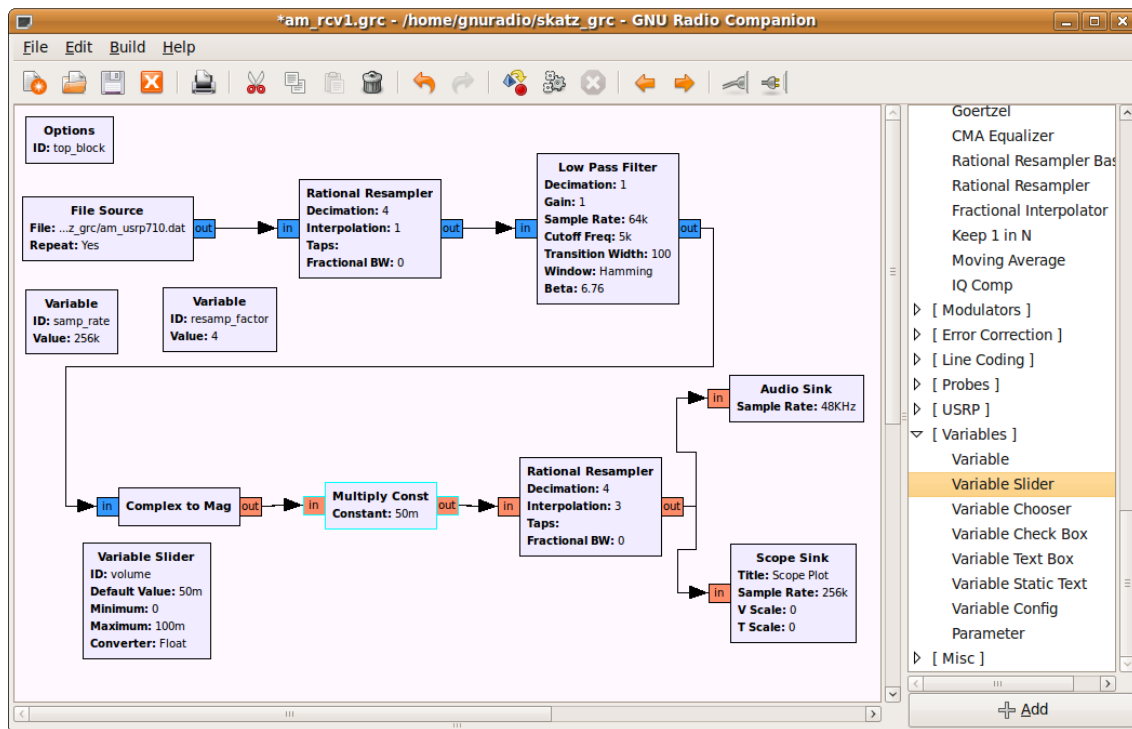 *am_rcv1.grc - /home/gnuradio/skatz_grc - GNU Radio Companion
File Edit Build Help
Options
ID: top_block
File Source
File: ...z_grc/am_usrp710.dat
Repeat: Yes
out
in
Rational Resampler
Decimation: 4
Interpolation: 1
Taps:
Fractional BW: 0
out
in
Low Pass Filter
Decimation: 1
Gain: 1
Sample Rate: 64k
Cutoff Freq: 5k
Transition Width: 100
Window: Hamming
Beta: 6.76
out
Variable
ID: samp_rate
Value: 256k
Variable
ID: resamp_factor
Value: 4
in
Complex to Mag
out
in
Multiply Const
Constant: 50m
out
in
Rational Resampler
Decimation: 4
Interpolation: 3
Taps:
Fractional BW: 0
out
in
Audio Sink
Sample Rate: 48KHz
in
Scope Sink
Title: Scope Plot
Sample Rate: 256k
V Scale: 0
T Scale: 0
Variable Slider
ID: volume
Default Value: 50m
Minimum: 0
Maximum: 100m
Converter: Float
Goertzel
CMA Equalizer
Rational Resampler Bas
Rational Resampler
Fractional Interpolator
Keep 1 in N
Moving Average
IQ Comp
[ Modulators ]
[ Error Correction ]
[ Line Coding ]
[ Probes ]
[ USRP ]
[ Variables ]
Variable
Variable Slider
Variable Chooser
Variable Check Box
Variable Text Box
Variable Static Text
Variable Config
Parameter
[ Misc ]
Add